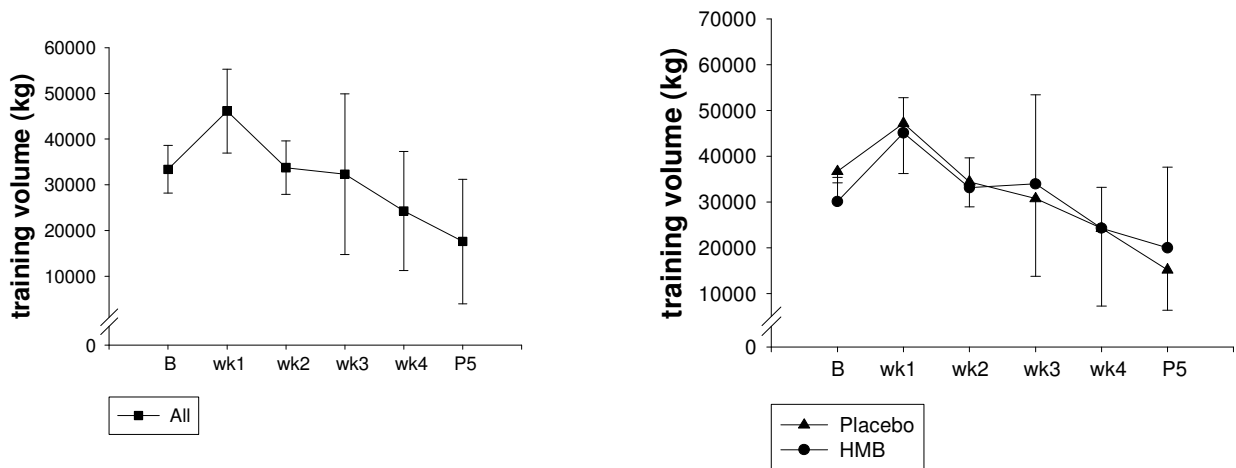 training volume (kg)
60000
50000
40000
30000
20000
10000
0
B wk1 wk2 wk3 wk4 P5
All
training volume (kg)
70000
60000
50000
40000
30000
20000
10000
0
B wk1 wk2 wk3 wk4 P5
Placebo
HMB